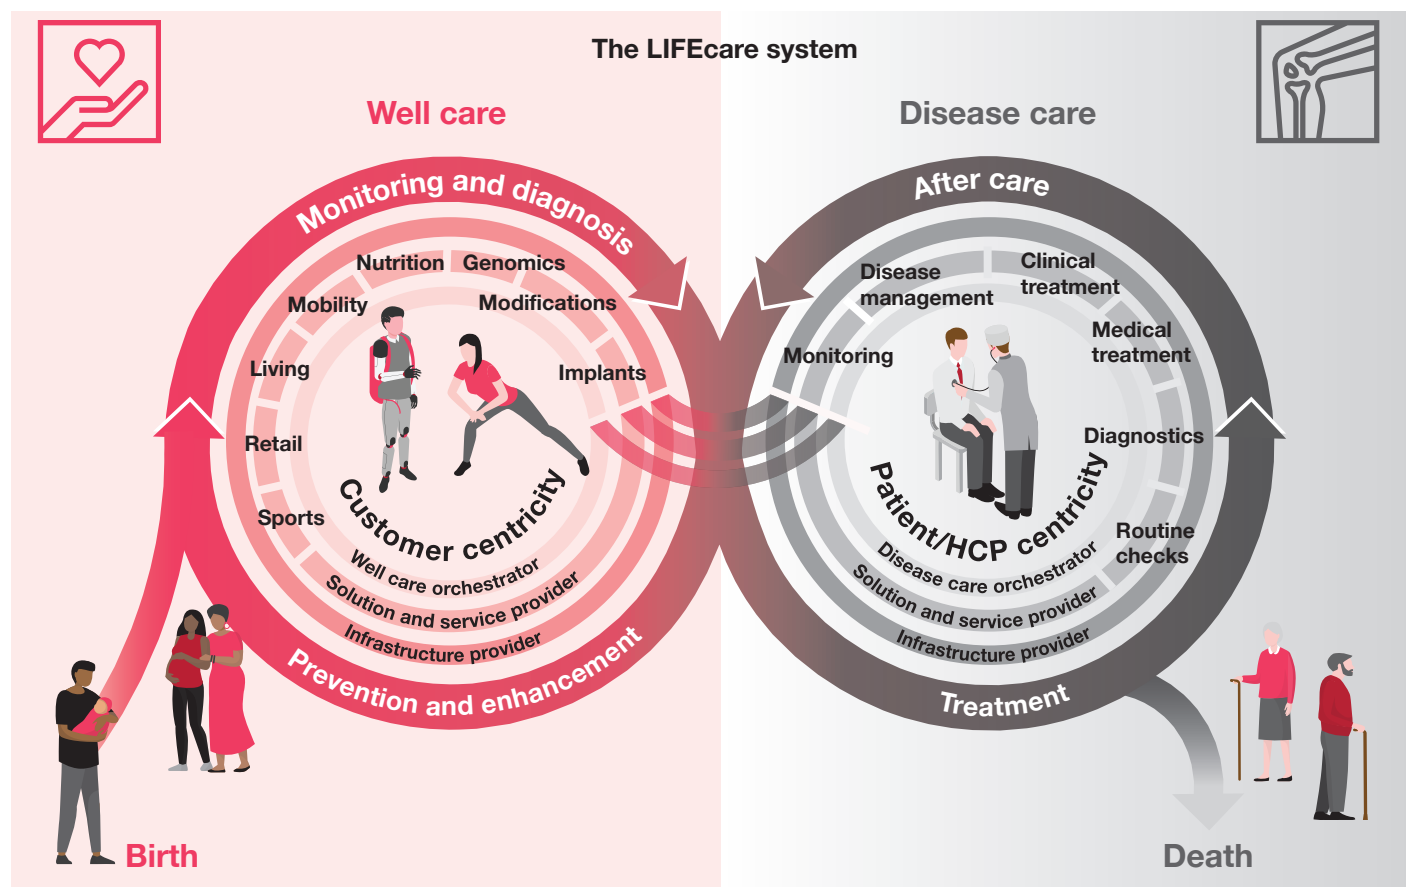 The LIFEcare system
Well care
Monitoring and diagnosis
Nutrition
Genomics
Mobility
Modifications
Living
Implants
Retail
Sports
Customer centricity
Well care orchestrator
Solution and service provider
Infrastructure provider
Prevention and enhancement
Birth
Disease care
After care
Disease
management
Clinical
treatment
Monitoring
Medical
treatment
Diagnostics
Routine
checks
Patient/HCP centricity
Disease care orchestrator
Solution and service provider
Infrastructure provider
Treatment
Death